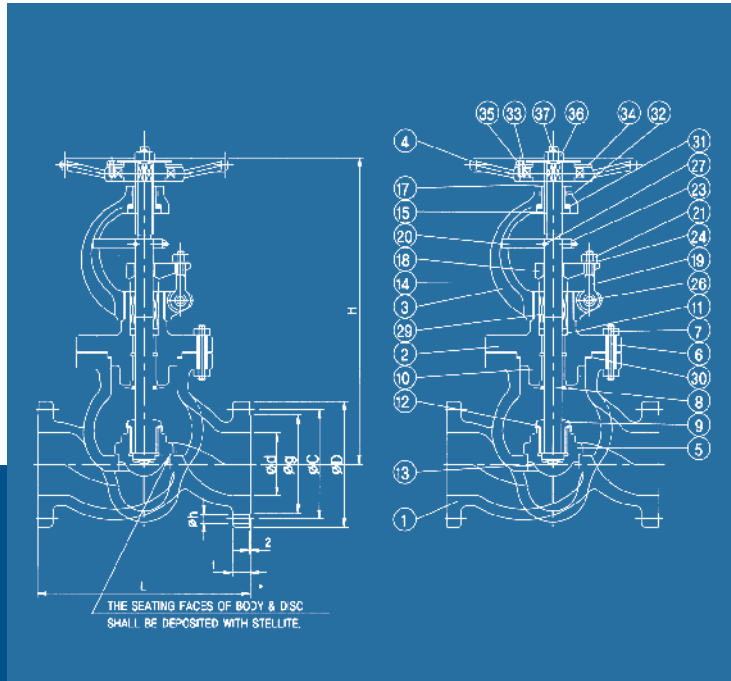 35 33 37 36 34 32
4
31
27
17
23
15
21
20
24
18
19
14
26
3
11
29
7
2
6
10
30
8
12
9
5
13
1
H
Ød
Øg
ØC
ØD
Øh
2
L
THE SEATING FACES OF BODY & DISC
SHALL BE DEPOSITED WITH STELLITE.